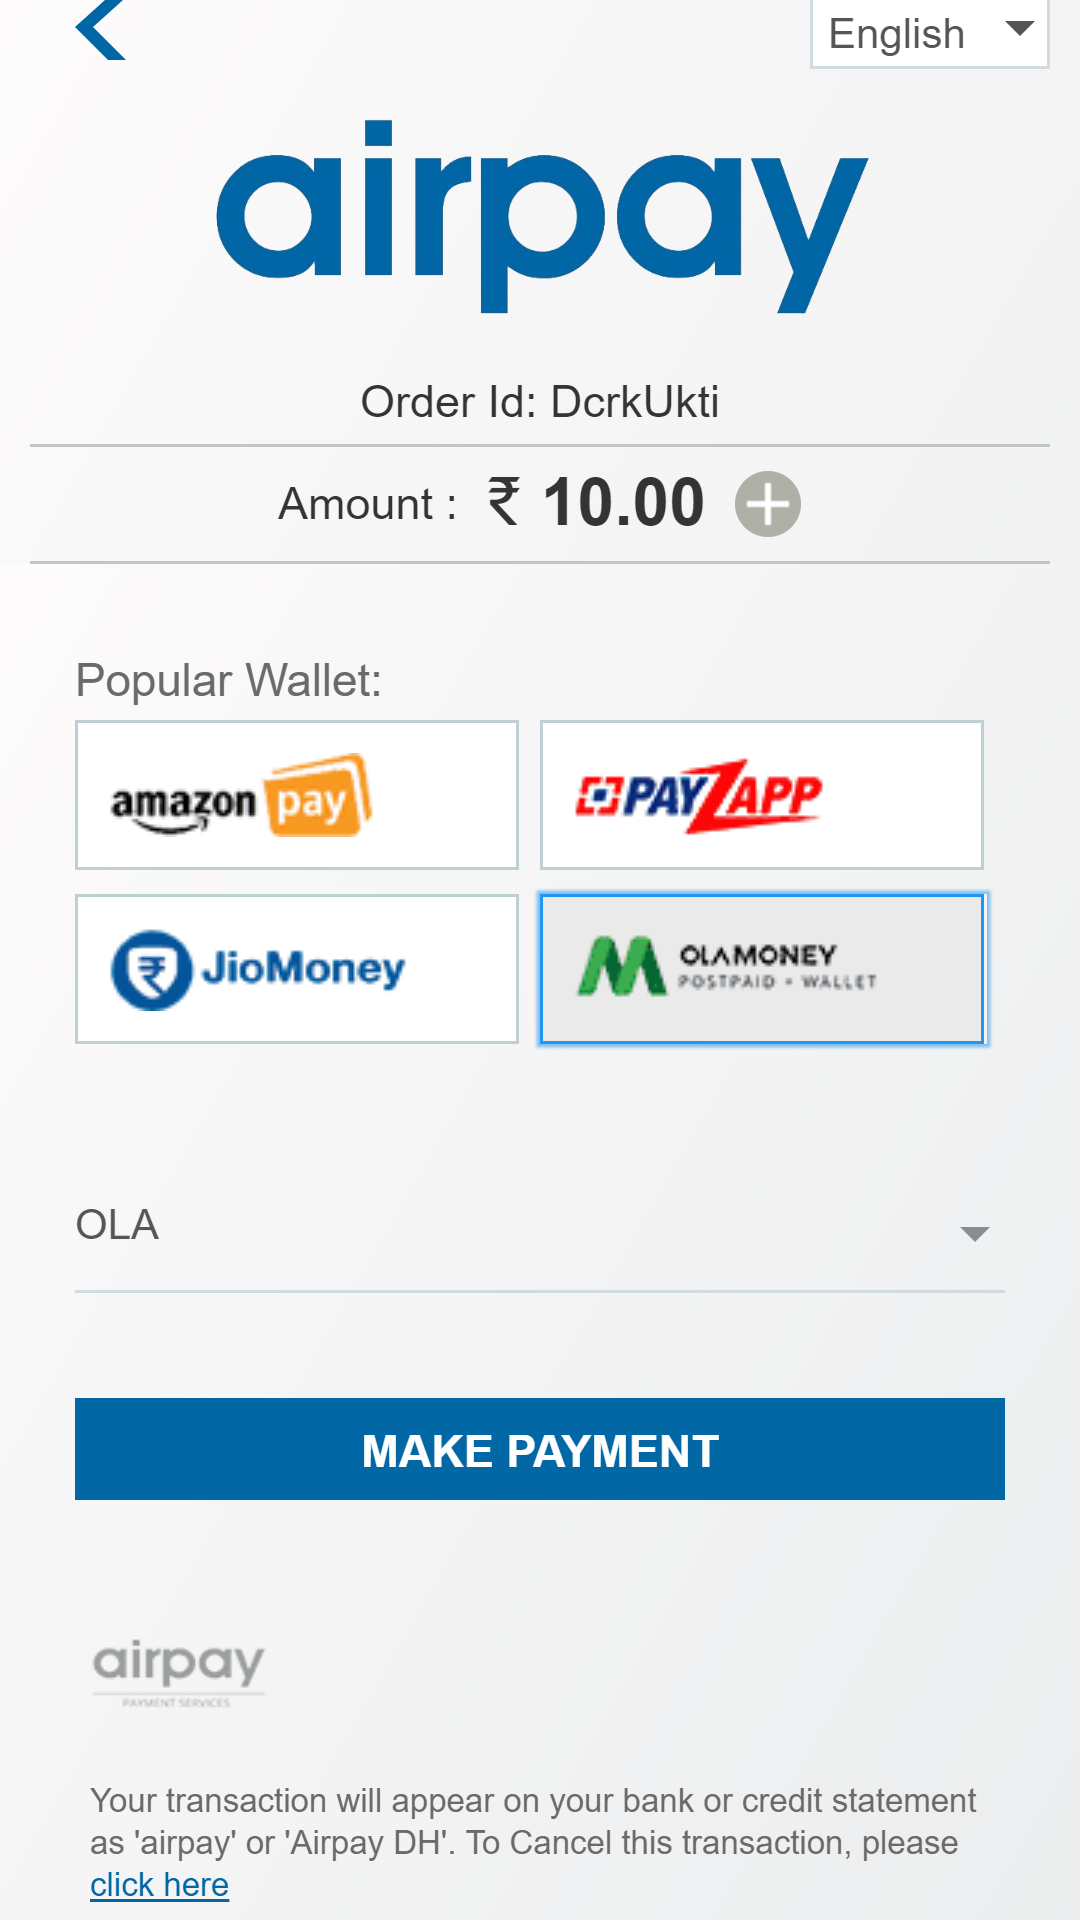 English
airpay
Order Id: DcrkUkti
Amount : ₹ 10.00
Popular Wallet:
amazon pay
PAYZAPP
JioMoney
OLAMONEY
POSTPAID + WALLET
OLA
MAKE PAYMENT
airpay
PAYMENT SERVICES
Your transaction will appear on your bank or credit statement
as 'airpay' or 'Airpay DH'. To Cancel this transaction, please
click here